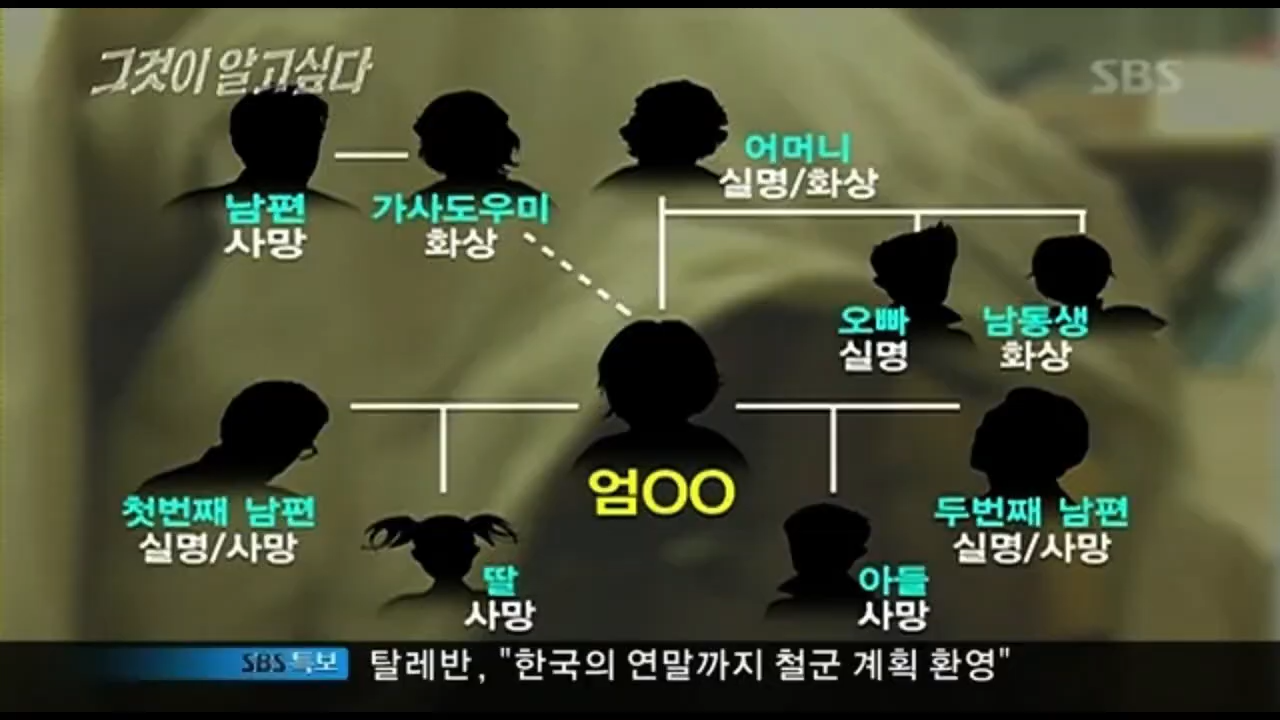 그것이 알고싶다
SBS
남편
사망
가사도우미
화상
어머니
실명/화상
오빠
실명
남동생
화상
엄OO
첫번째 남편
실명/사망
딸
사망
아들
사망
두번째 남편
실명/사망
SBS 특보
탈레반, "한국의 연말까지 철군 계획 환영"